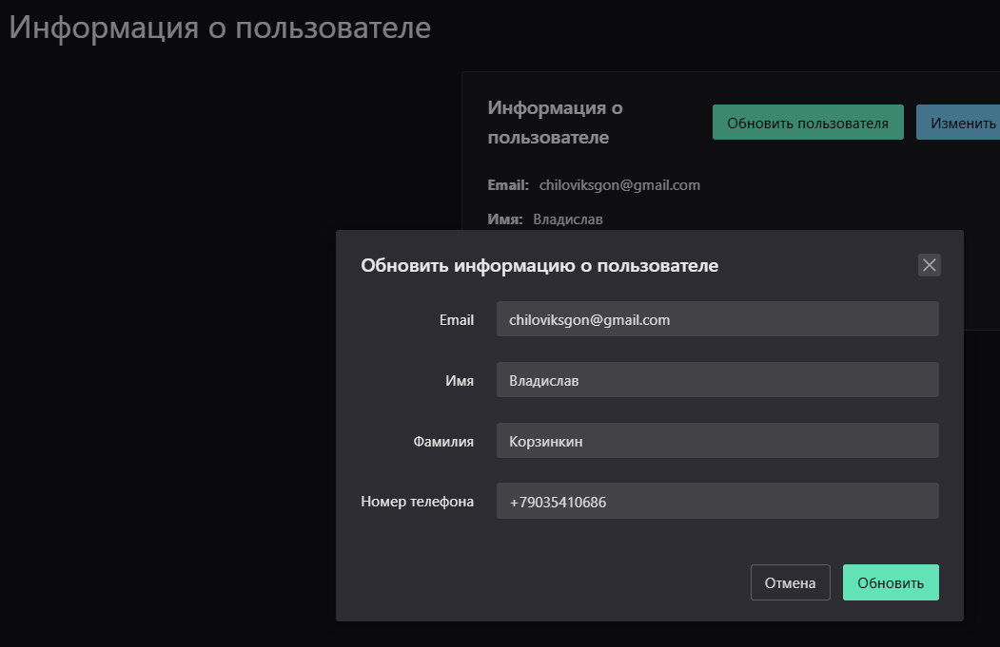 Информация о пользователе
Информация о
пользователе
Обновить пользователя
Изменить
Email: chiloviksgon@gmail.com
Имя: Владислав
Обновить информацию о пользователе
Email chiloviksgon@gmail.com
Имя Владислав
Фамилия Корзинкин
Номер телефона +79035410686
Отмена
Обновить